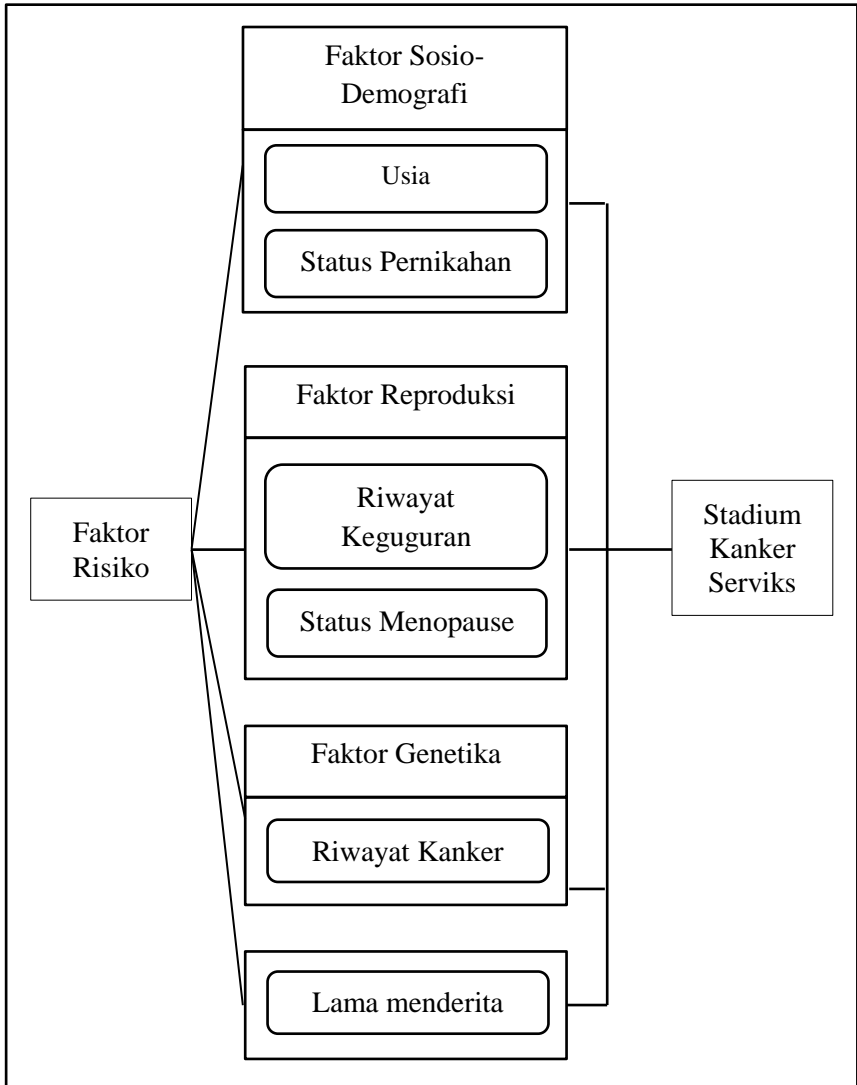 Faktor Sosio-
Demografi
Usia
Status Pernikahan
Faktor Reproduksi
Riwayat
Keguguran
Status Menopause
Faktor
Risiko
Stadium
Kanker
Serviks
Faktor Genetika
Riwayat Kanker
Lama menderita